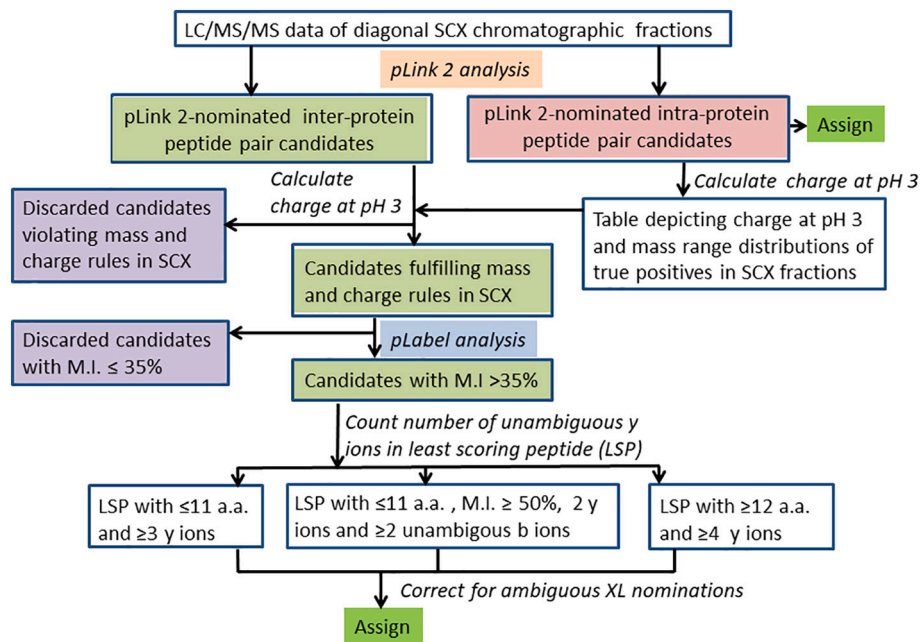 LC/MS/MS data of diagonal SCX chromatographic fractions
pLink 2 analysis
pLink 2-nominated inter-protein
peptide pair candidates
pLink 2-nominated intra-protein
peptide pair candidates
Assign
Calculate
charge at pH 3
Calculate charge at pH 3
Discarded candidates
violating mass and
charge rules in SCX
Table depicting charge at pH 3
and mass range distributions of
true positives in SCX fractions
Candidates fulfilling mass
and charge rules in SCX
Discarded candidates
with M.I. ≤ 35%
pLabel analysis
Candidates with M.I >35%
Count number of unambiguous y
ions in least scoring peptide (LSP)
LSP with ≤11 a.a.
and ≥3 y ions
LSP with ≤11 a.a. , M.I. ≥ 50%, 2 y
ions and ≥2 unambigous b ions
LSP with ≥12 a.a.
and ≥4 y ions
Correct for ambiguous XL nominations
Assign